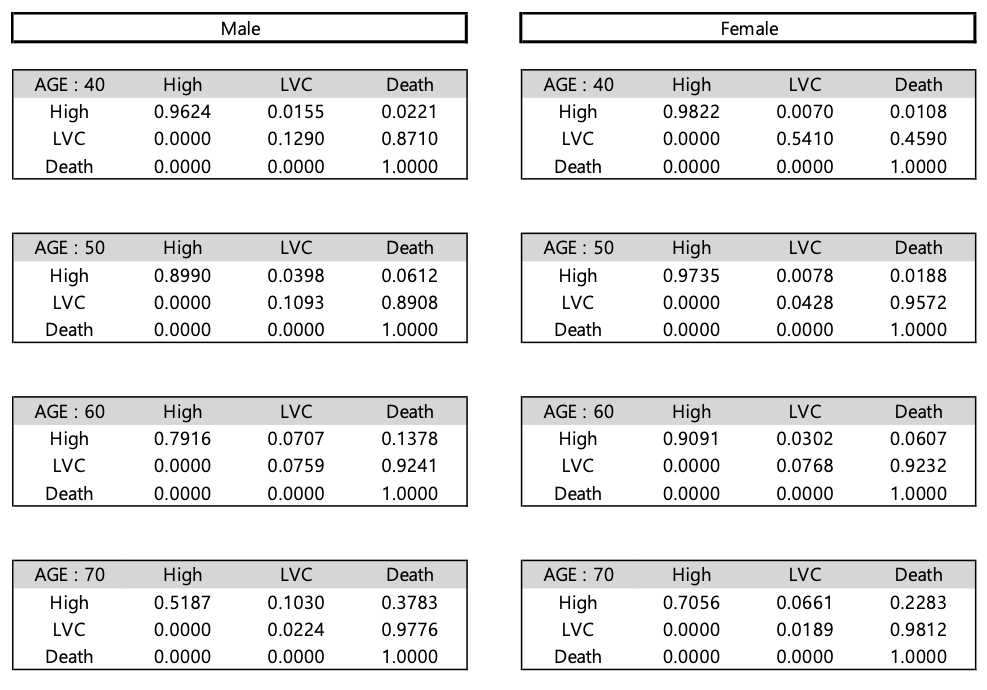 Male Female
AGE : 40 High LVC Death AGE : 40 High LVC Death
High 0.9624 0.0155 0.0221 High 0.9822 0.0070 0.0108
LVC 0.0000 0.1290 0.8710 LVC 0.0000 0.5410 0.4590
Death 0.0000 0.0000 1.0000 Death 0.0000 0.0000 1.0000
AGE : 50 High LVC Death AGE : 50 High LVC Death
High 0.8990 0.0398 0.0612 High 0.9735 0.0078 0.0188
LVC 0.0000 0.1093 0.8908 LVC 0.0000 0.0428 0.9572
Death 0.0000 0.0000 1.0000 Death 0.0000 0.0000 1.0000
AGE : 60 High LVC Death AGE : 60 High LVC Death
High 0.7916 0.0707 0.1378 High 0.9091 0.0302 0.0607
LVC 0.0000 0.0759 0.9241 LVC 0.0000 0.0768 0.9232
Death 0.0000 0.0000 1.0000 Death 0.0000 0.0000 1.0000
AGE : 70 High LVC Death AGE : 70 High LVC Death
High 0.5187 0.1030 0.3783 High 0.7056 0.0661 0.2283
LVC 0.0000 0.0224 0.9776 LVC 0.0000 0.0189 0.9812
Death 0.0000 0.0000 1.0000 Death 0.0000 0.0000 1.0000